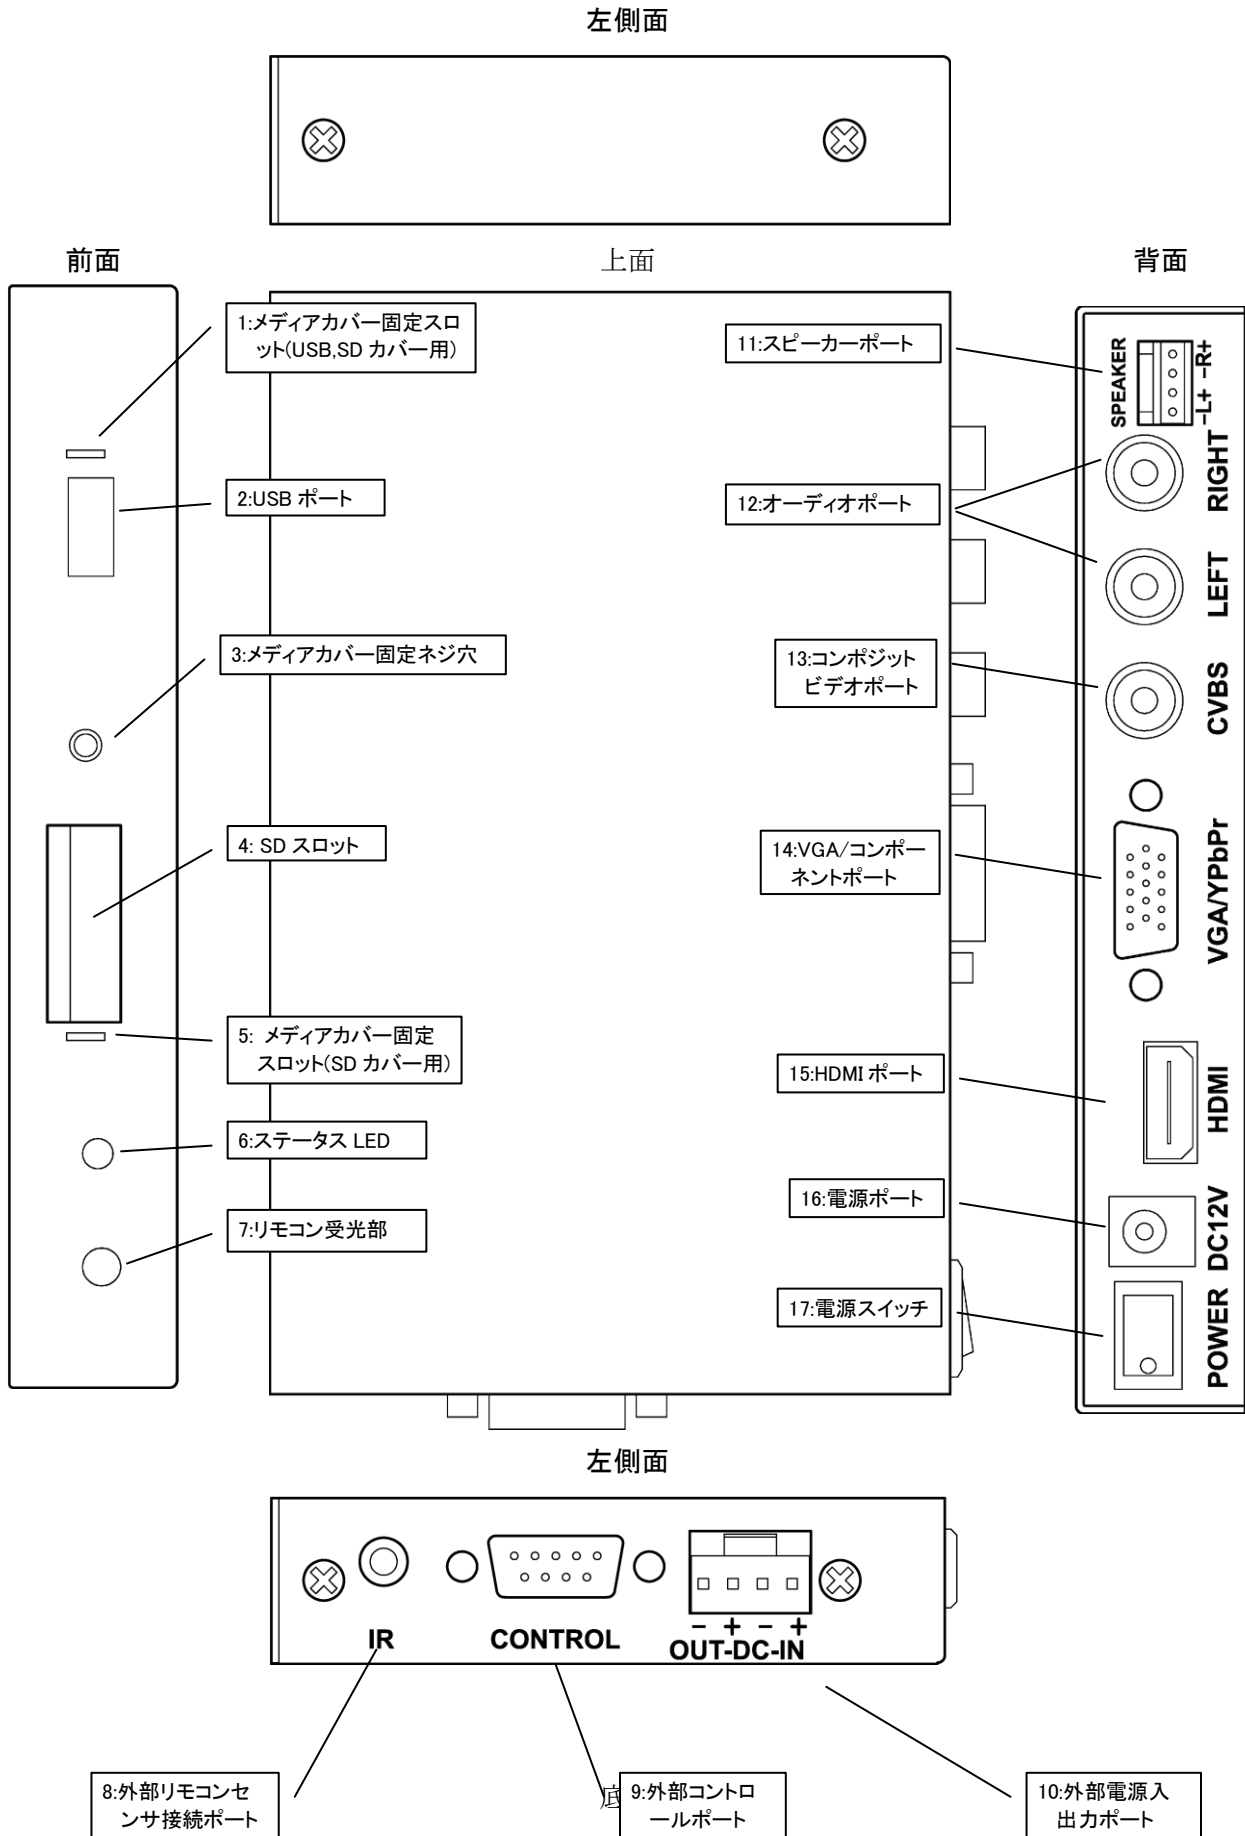 左側面
前面
上面
背面
1:メディアカバー固定スロ
ット(USB,SD カバー用)
2:USB ポート
3:メディアカバー固定ネジ穴
4: SD スロット
5: メディアカバー固定
スロット(SD カバー用)
6:ステータス LED
7:リモコン受光部
11:スピーカーポート
12:オーディオポート
13:コンポジット
ビデオポート
14:VGA/コンポー
ネントポート
15:HDMI ポート
16:電源ポート
17:電源スイッチ
SPEAKER
-L+ -R+
RIGHT
LEFT
CVBS
VGA/YPbPr
HDMI
DC12V
POWER
左側面
IR
CONTROL
- + - +
OUT-DC-IN
8:外部リモコンセ
ンサ接続ポート
底
9:外部コントロ
ールポート
10:外部電源入
出力ポート